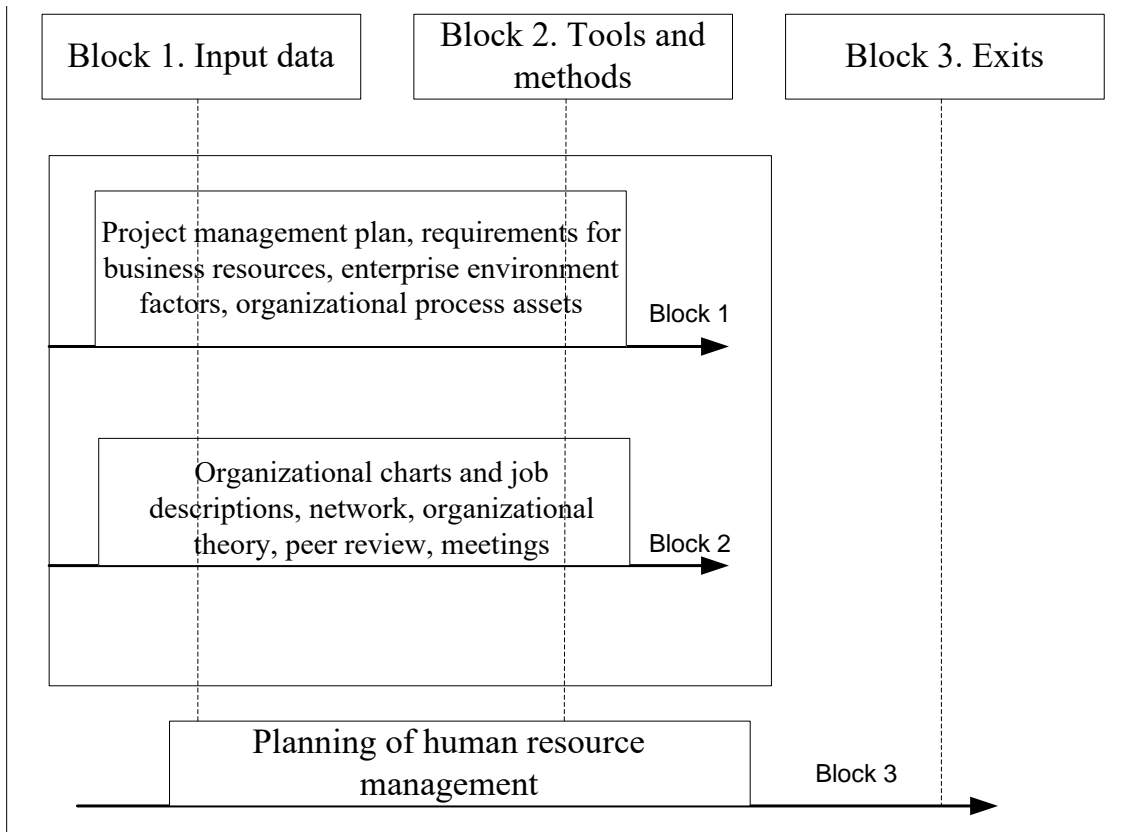 Block 1. Input data
Block 2. Tools and
methods
Block 3. Exits
Project management plan, requirements for
business resources, enterprise environment
factors, organizational process assets
Block 1
Organizational charts and job
descriptions, network, organizational
theory, peer review, meetings
Block 2
Planning of human resource
management
Block 3